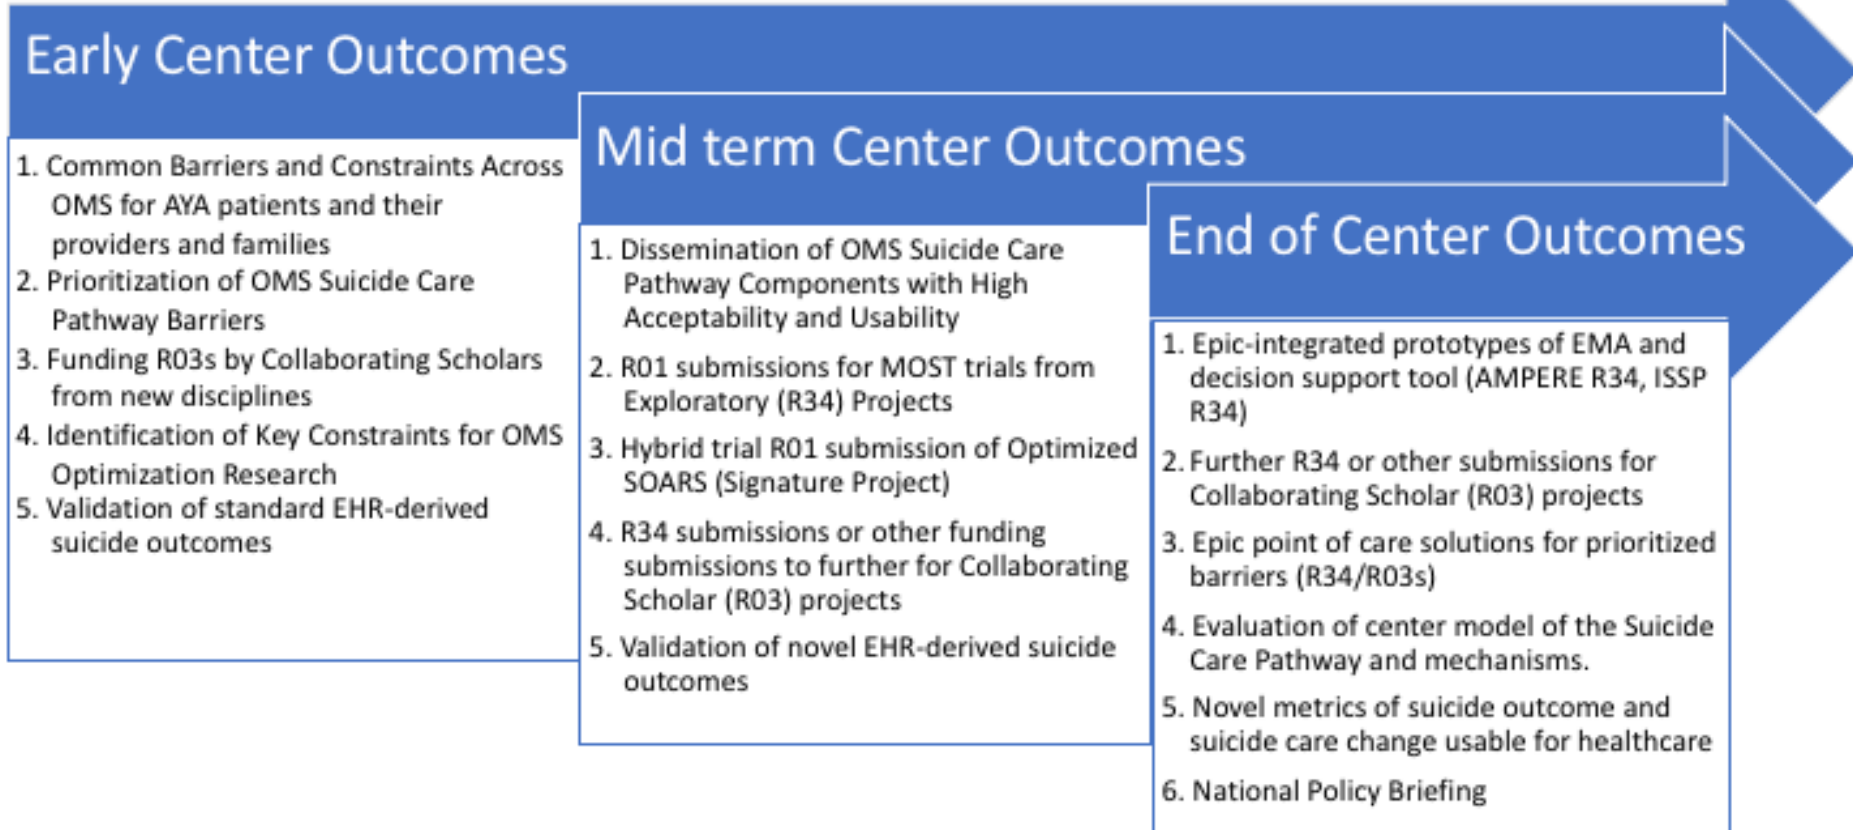 Early Center Outcomes
1. Common Barriers and Constraints Across
OMS for AYA patients and their
providers and families
2. Prioritization of OMS Suicide Care
Pathway Barriers
3. Funding R03s by Collaborating Scholars
from new disciplines
4. Identification of Key Constraints for OMS
Optimization Research
5. Validation of standard EHR-derived
suicide outcomes
Mid term Center Outcomes
1. Dissemination of OMS Suicide Care
Pathway Components with High
Acceptability and Usability
2. R01 submissions for MOST trials from
Exploratory (R34) Projects
3. Hybrid trial R01 submission of Optimized
SOARS (Signature Project)
4. R34 submissions or other funding
submissions to further for Collaborating
Scholar (R03) projects
5. Validation of novel EHR-derived suicide
outcomes
End of Center Outcomes
1. Epic-integrated prototypes of EMA and
decision support tool (AMPERE R34, ISSP
R34)
2. Further R34 or other submissions for
Collaborating Scholar (R03) projects
3. Epic point of care solutions for prioritized
barriers (R34/R03s)
4. Evaluation of center model of the Suicide
Care Pathway and mechanisms.
5. Novel metrics of suicide outcome and
suicide care change usable for healthcare
6. National Policy Briefing